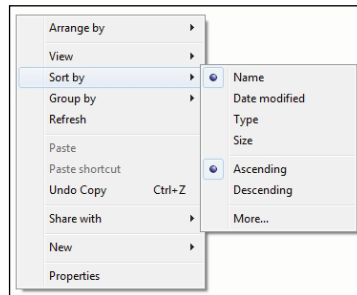 Arrange by
View
Sort by
Group by
Refresh
Paste
Paste shortcut
Undo Copy Ctrl+Z
Share with
New
Properties
Name
Date modified
Type
Size
Ascending
Descending
More...